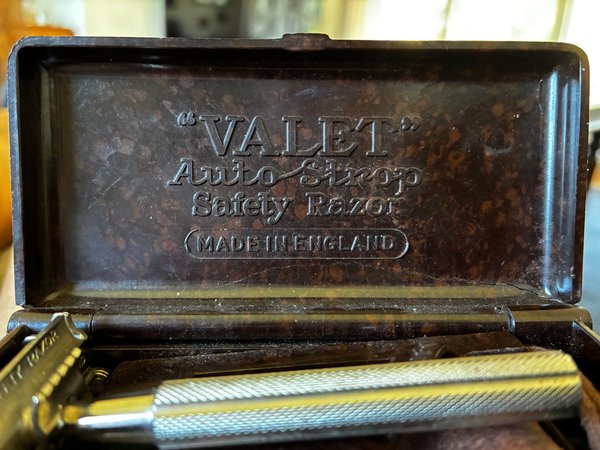 “VALET”
Auto-Strop
Safety Razor
MADE IN ENGLAND